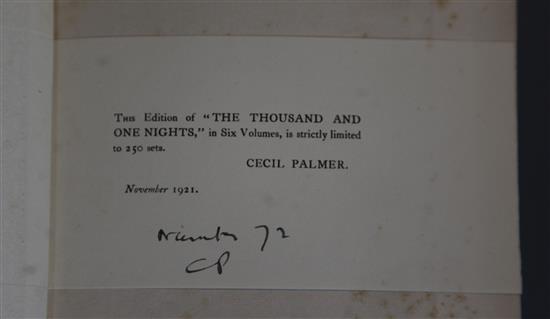 This Edition of "THE THOUSAND AND
ONE NIGHTS," in Six Volumes, is strictly limited
to 250 sets.
CECIL PALMER.
November 1921.
Number 72
CP